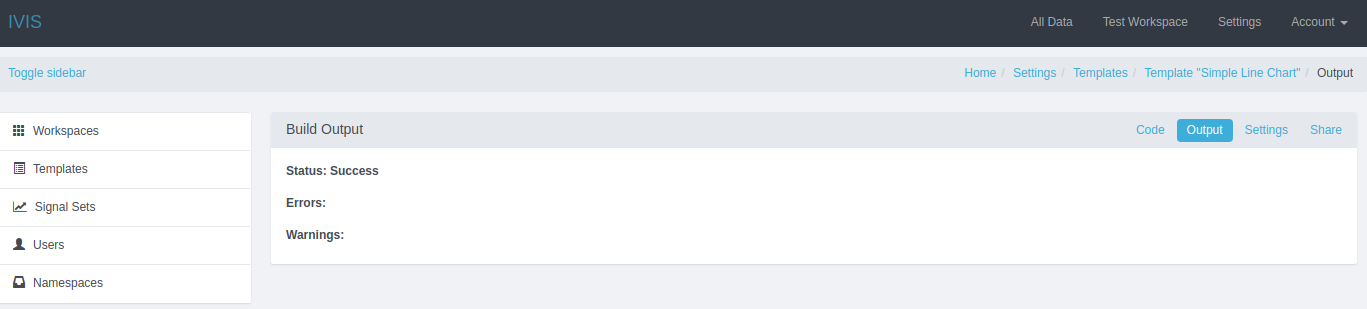 IVIS
All Data Test Workspace Settings Account
Toggle sidebar
Home / Settings / Templates / Template "Simple Line Chart" / Output
Workspaces
Templates
Signal Sets
Users
Namespaces
Build Output
Code Output Settings Share
Status: Success
Errors:
Warnings: